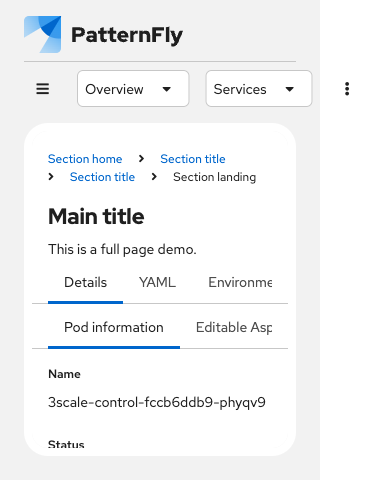 PatternFly
Overview Services
Section home Section title
Section title Section landing
Main title
This is a full page demo.
Details YAML Environme
Pod information Editable Asp
Name
3scale-control-fccb6ddb9-phyqv9
Status